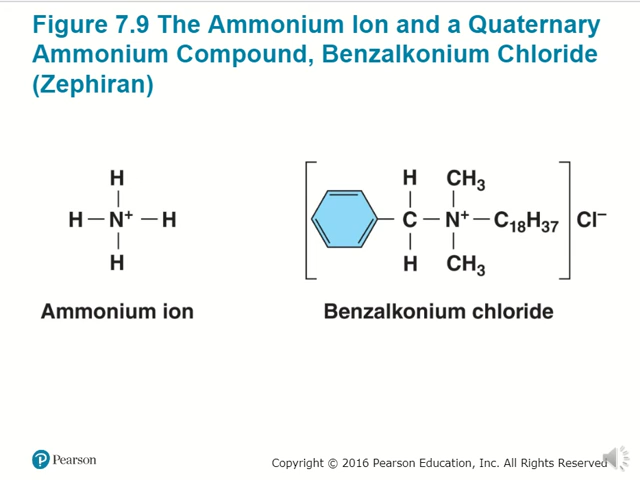 Figure 7.9 The Ammonium Ion and a Quaternary
Ammonium Compound, Benzalkonium Chloride
(Zephiran)
H
H — N⁺ — H
H
Ammonium ion
H CH₃
C — N⁺ — C₁₈H₃₇ Cl⁻
H CH₃
Benzalkonium chloride
P Pearson
Copyright © 2016 Pearson Education, Inc. All Rights Reserved